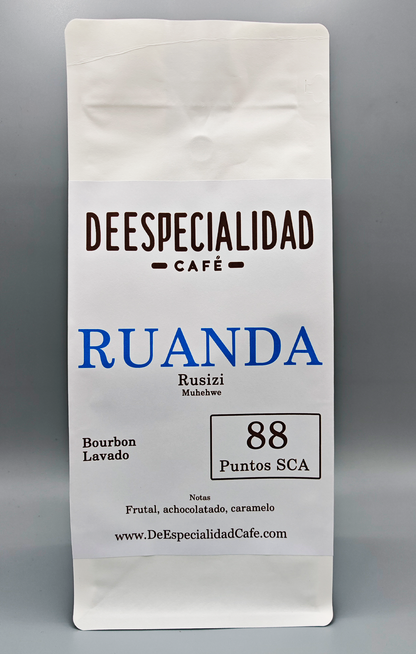 DEESPECIALIDAD
CAFÉ
RUANDA
Rusizi
Muhehwe
Bourbon
Lavado
88
Puntos SCA
Notas
Frutal, achocolatado, caramelo
www.DeEspecialidadCafe.com